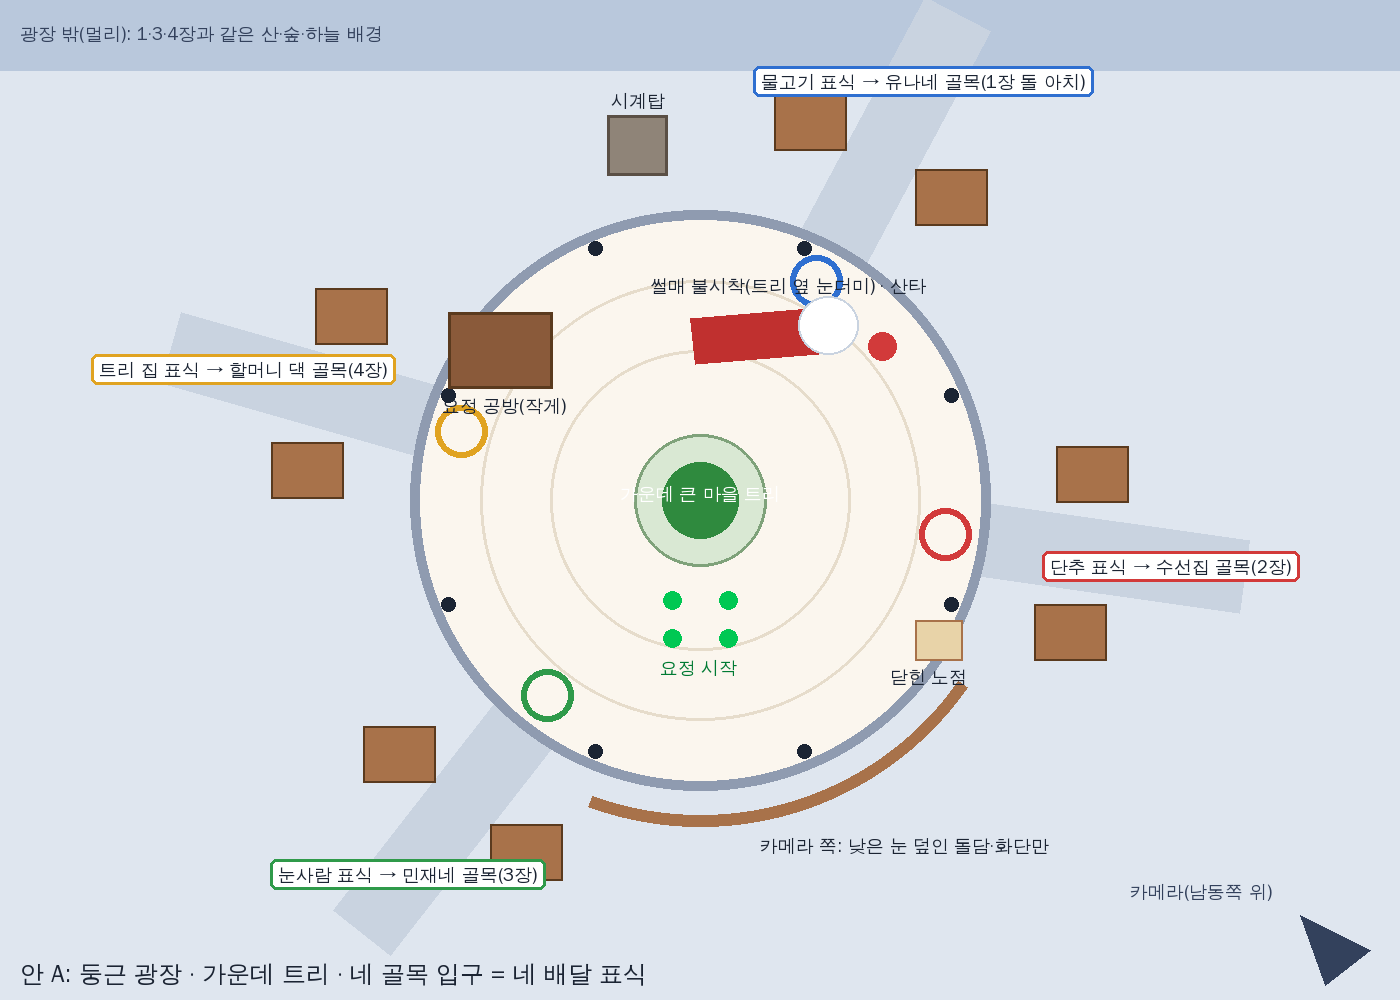 광장 밖(멀리): 1·3·4장과 같은 산·숲·하늘 배경
물고기 표식 → 유나네 골목(1장 돌 아치)
시계탑
썰매 불시착(트리 옆 눈더미) · 산타
트리 집 표식 → 할머니 댁 골목(4장)
요정 공방(작게)
가운데 큰 마을 트리
단추 표식 → 수선집 골목(2장)
요정 시작
닫힌 노점
카메라 쪽: 낮은 눈 덮인 돌담·화단만
눈사람 표식 → 민재네 골목(3장)
카메라(남동쪽 위)
안 A: 둥근 광장 · 가운데 트리 · 네 골목 입구 = 네 배달 표식